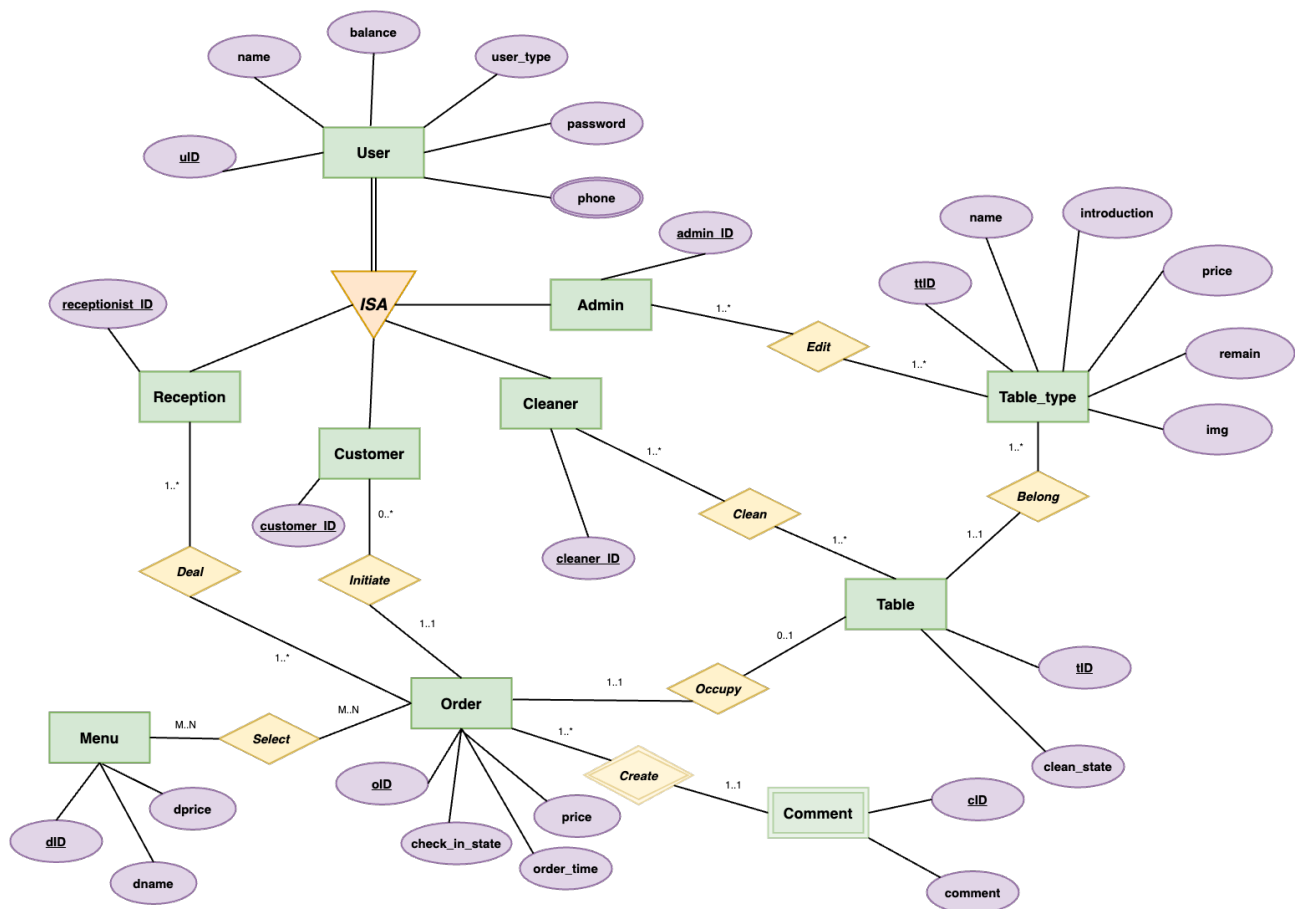 balance
name
user_type
password
User
uID
phone
admin_ID
name
introduction
price
ttID
receptionist_ID
ISA
Admin
1..*
Edit
remain
1..*
Reception
Cleaner
Table_type
img
Customer
1..*
1..*
1..*
Belong
0..*
Clean
customer_ID
1..1
1..*
cleaner_ID
Deal
Initiate
Table
1..1
0..1
1..*
tID
1..1
Occupy
Order
M..N
M..N
1..*
Menu
Select
clean_state
Create
oID
1..1
cID
dprice
price
Comment
dID
check_in_state
order_time
dname
comment